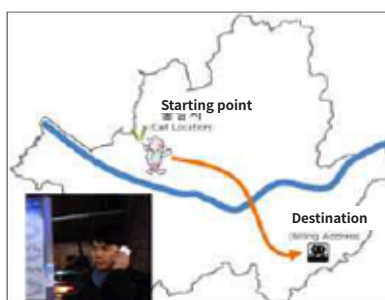 Starting point
(Call Location)
Destination
(Billing Address)